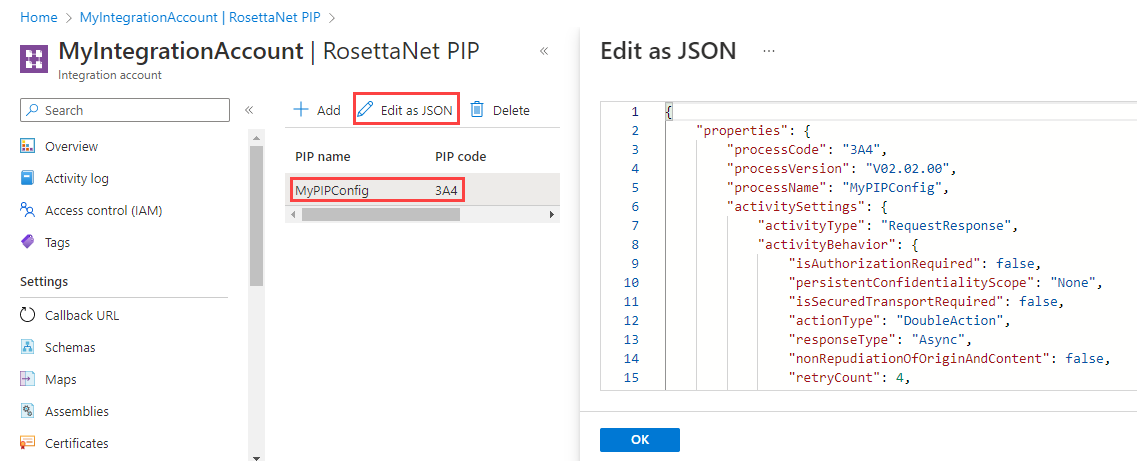 Home > MyIntegrationAccount | RosettaNet PIP >
MyIntegrationAccount | RosettaNet PIP
Integration account
Search
Overview
Activity log
Access control (IAM)
Tags
Settings
Callback URL
Schemas
Maps
Assemblies
Certificates
Add Edit as JSON Delete
PIP name PIP code
MyPIPConfig 3A4
Edit as JSON ...
1 {
2 "properties": {
3 "processCode": "3A4",
4 "processVersion": "V02.02.00",
5 "processName": "MyPIPConfig",
6 "activitySettings": {
7 "activityType": "RequestResponse",
8 "activityBehavior": {
9 "isAuthorizationRequired": false,
10 "persistentConfidentialityScope": "None",
11 "isSecuredTransportRequired": false,
12 "actionType": "DoubleAction",
13 "responseType": "Async",
14 "nonRepudiationOfOriginAndContent": false,
15 "retryCount": 4,
OK